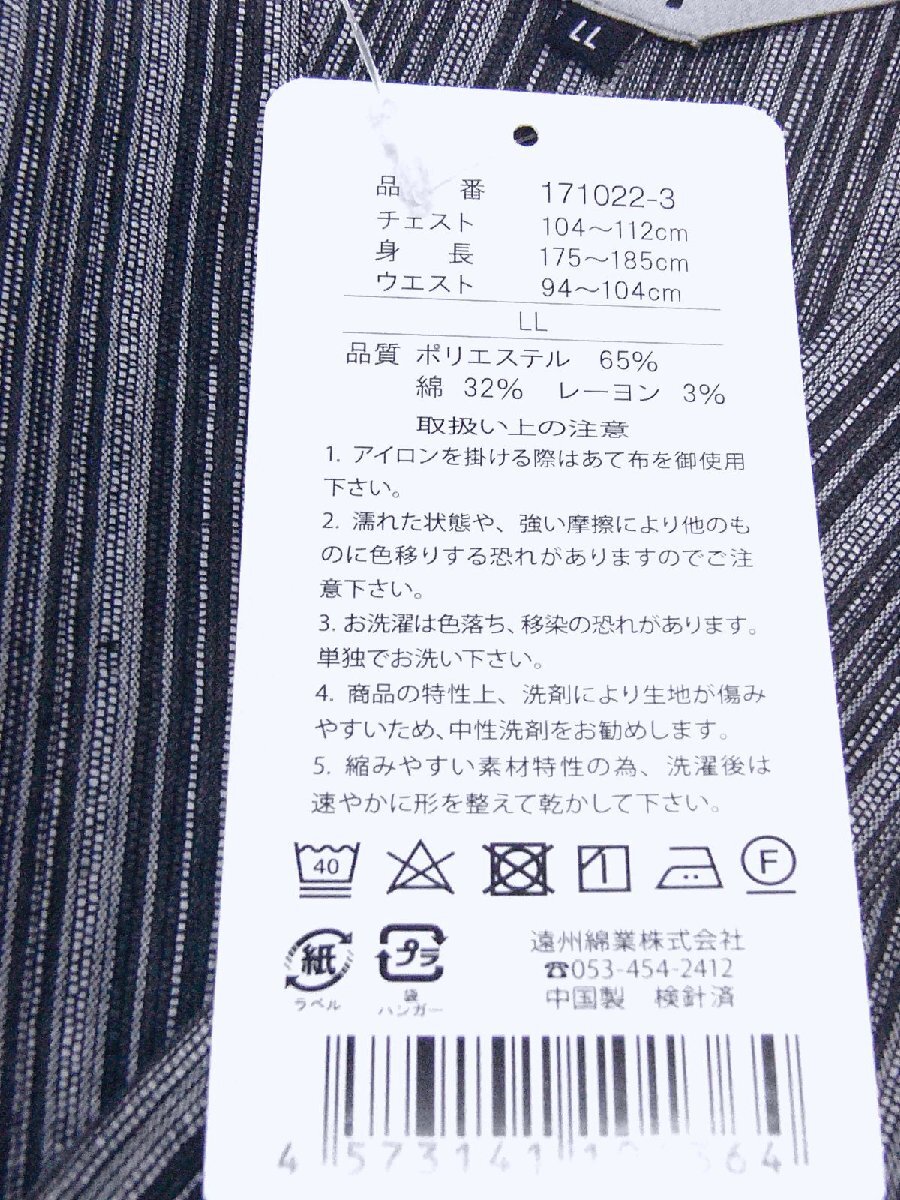 LL
品 番 171022-3
チェスト 104～112cm
身 長 175～185cm
ウエスト 94～104cm
LL
品質 ポリエステル 65%
綿 32% レーヨン 3%
取扱い上の注意
1. アイロンを掛ける際はあて布を御使用
下さい。
2. 濡れた状態や、強い摩擦により他のも
のに色移りする恐れがありますのでご注
意下さい。
3. お洗濯は色落ち、移染の恐れがあります。
単独でお洗い下さい。
4. 商品の特性上、洗剤により生地が傷み
やすいため、中性洗剤をお勧めします。
5. 縮みやすい素材特性の為、洗濯後は
速やかに形を整えて乾かして下さい。
40 F
紙 プラ
ラベル 袋
ハンガー
遠州綿業株式会社
☎053-454-2412
中国製 検針済
4 573141